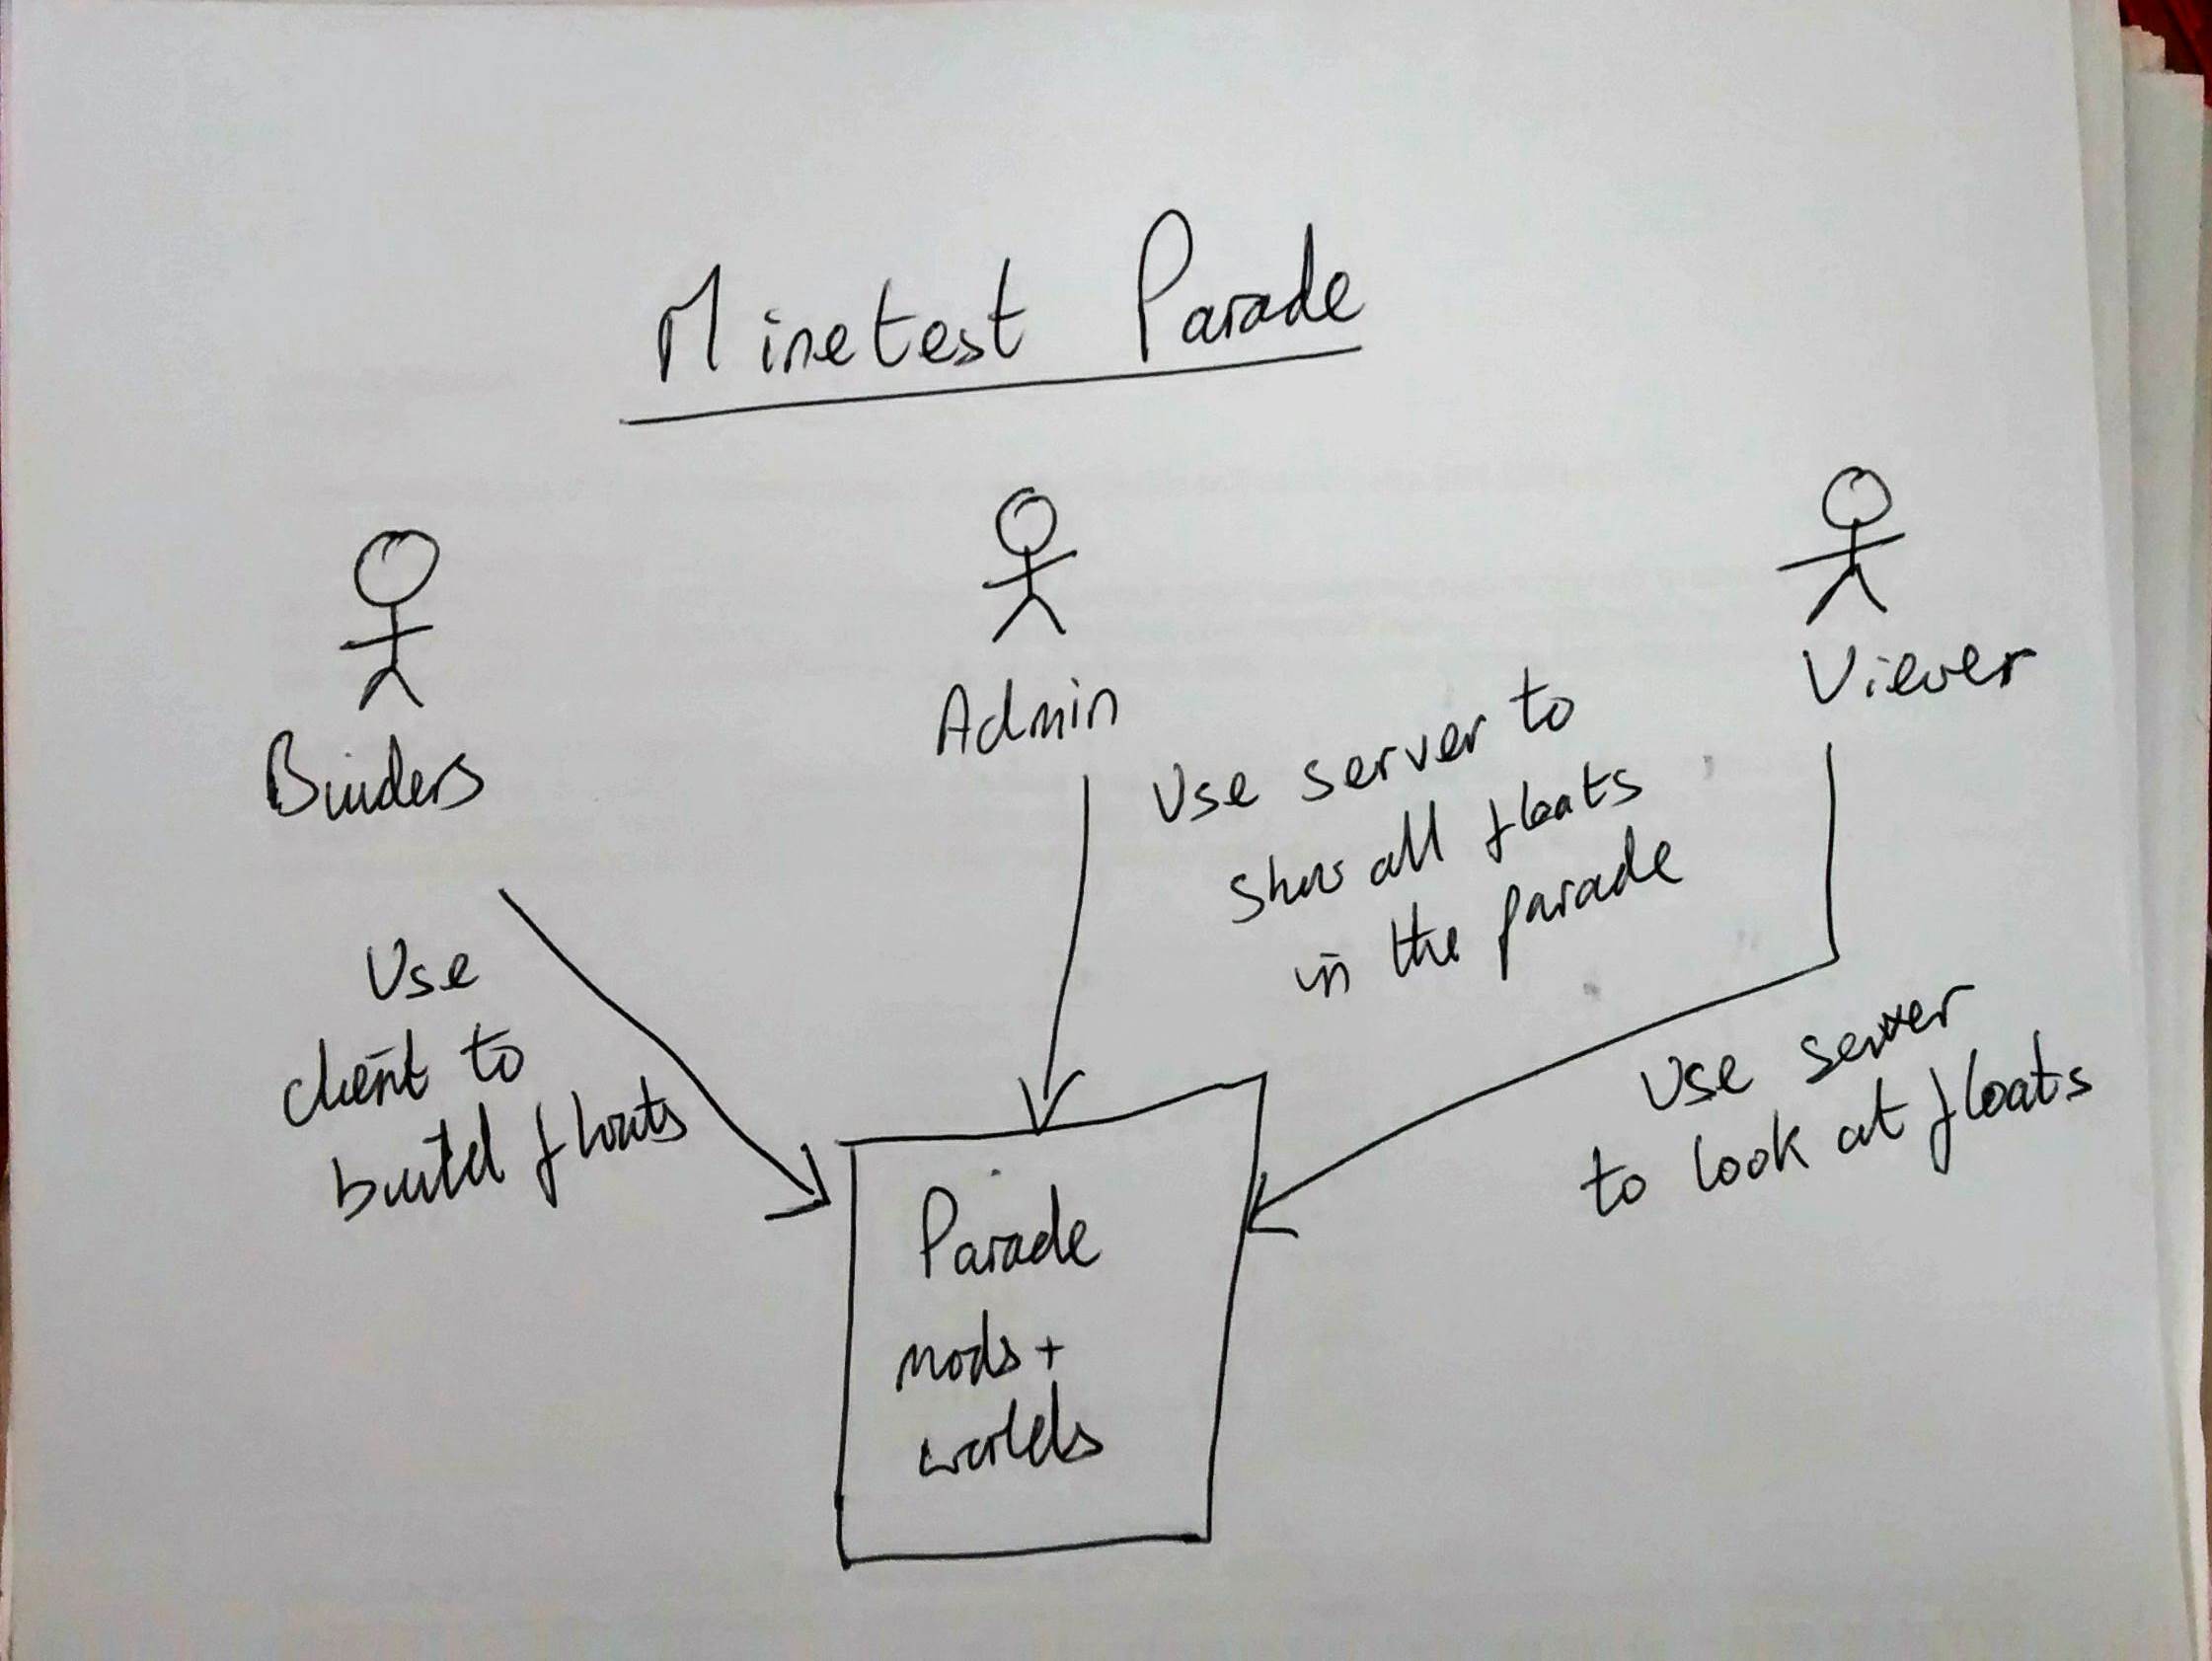 Minetest Parade
Builders
Admin
Viewer
Use
client to
build floats
Use server to
show all floats
in the parade
Use server
to look at floats
Parade
mods +
worlds